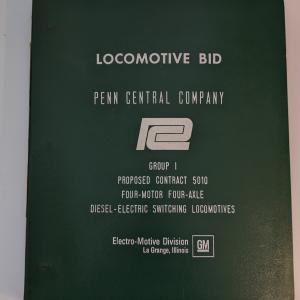 LOCOMOTIVE BID
PENN CENTRAL COMPANY
PC
GROUP I
PROPOSED CONTRACT 5010
FOUR-MOTOR FOUR-AXLE
DIESEL-ELECTRIC SWITCHING LOCOMOTIVES
Electro-Motive Division
La Grange, Illinois
GM